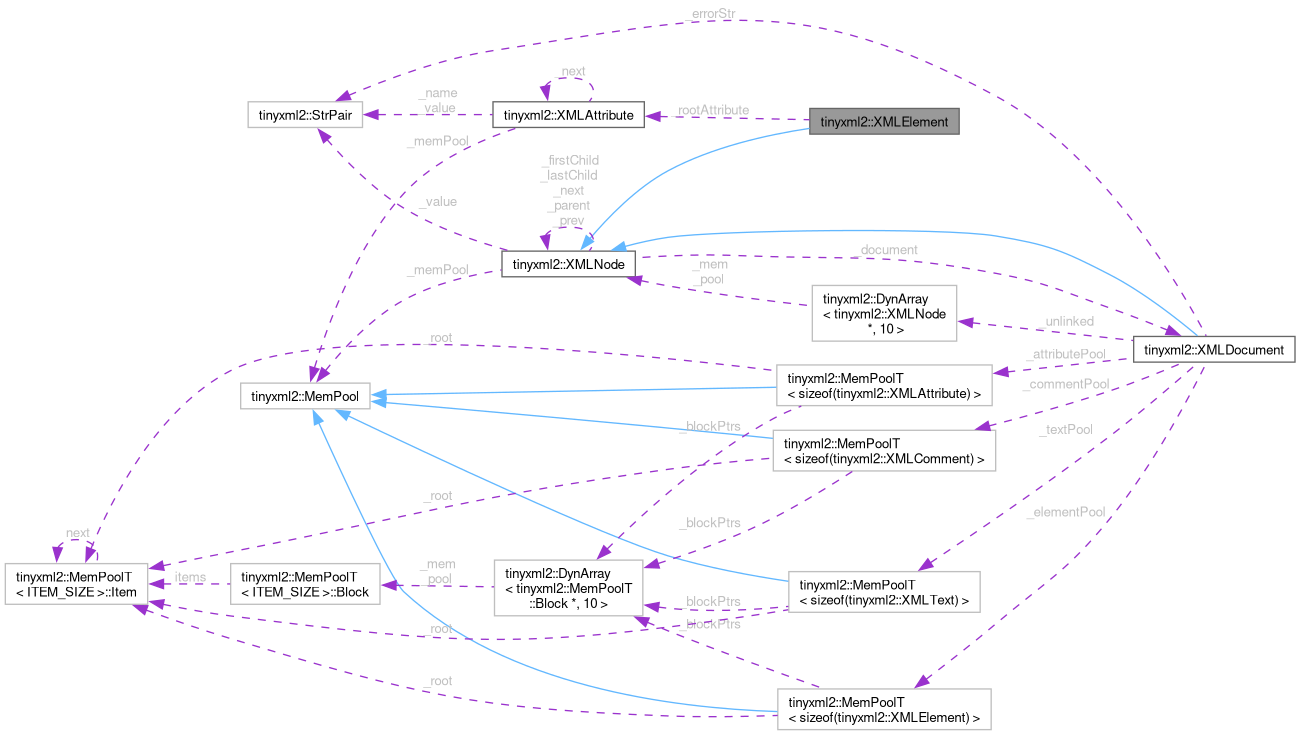 _errorStr
_next
tinyxml2::StrPair
_name
_value
tinyxml2::XMLAttribute
_rootAttribute
tinyxml2::XMLElement
_memPool
_firstChild
_lastChild
_next
_parent
_prev
_value
tinyxml2::XMLNode
_document
_memPool
_mem
_pool
tinyxml2::DynArray
< tinyxml2::XMLNode
*, 10 >
_unlinked
tinyxml2::XMLDocument
_root
_attributePool
tinyxml2::MemPool
tinyxml2::MemPoolT
< sizeof(tinyxml2::XMLAttribute) >
_commentPool
_blockPtrs
_textPool
tinyxml2::MemPoolT
< sizeof(tinyxml2::XMLComment) >
_root
_blockPtrs
_elementPool
next
tinyxml2::MemPoolT
< ITEM_SIZE >::Item
items
tinyxml2::MemPoolT
< ITEM_SIZE >::Block
_mem
_pool
tinyxml2::DynArray
< tinyxml2::MemPoolT
::Block *, 10 >
_blockPtrs
tinyxml2::MemPoolT
< sizeof(tinyxml2::XMLText) >
_root
_blockPtrs
_root
tinyxml2::MemPoolT
< sizeof(tinyxml2::XMLElement) >